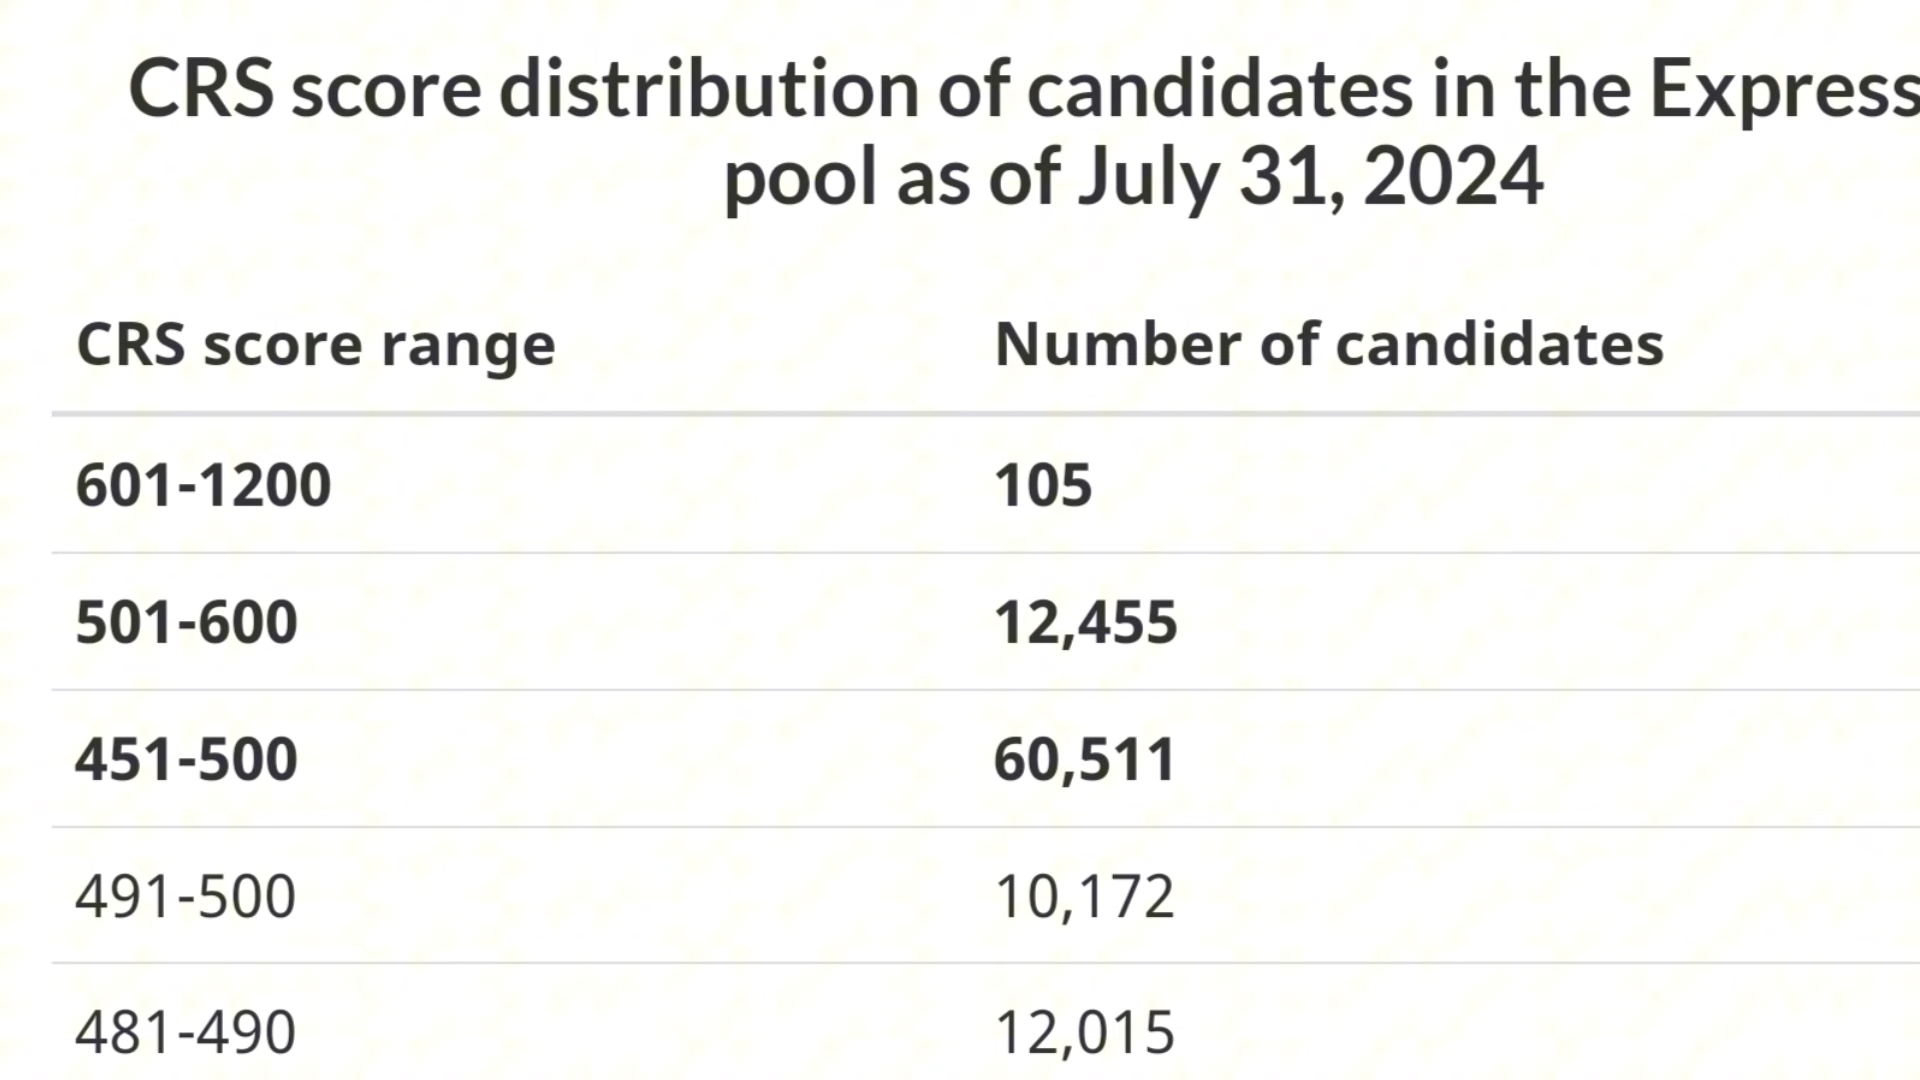 CRS score distribution of candidates in the Express
pool as of July 31, 2024
CRS score range Number of candidates
601-1200 105
501-600 12,455
451-500 60,511
491-500 10,172
481-490 12,015